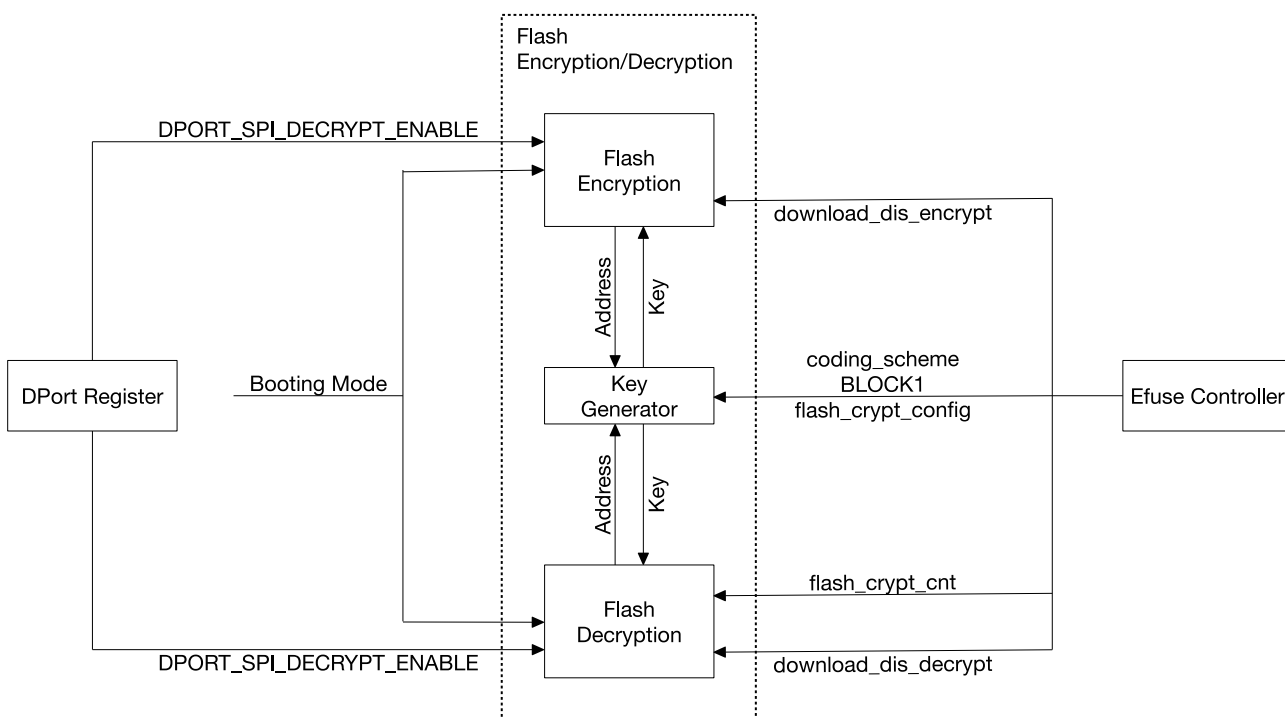 Flash
Encryption/Decryption
DPORT_SPI_DECRYPT_ENABLE
Flash
Encryption
download_dis_encrypt
Address
Key
DPort Register
Booting Mode
Key
Generator
coding_scheme
BLOCK1
flash_crypt_config
Efuse Controller
Address
Key
flash_crypt_cnt
Flash
Decryption
DPORT_SPI_DECRYPT_ENABLE
download_dis_decrypt